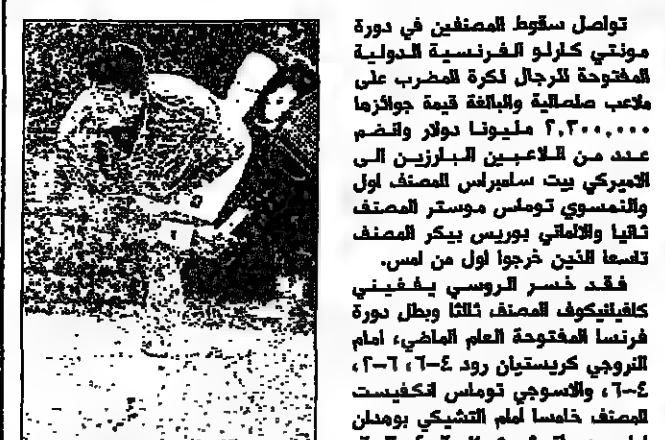 تواصل سقوط المصنفين في دورة
مونتي كارلو الفرنسية الدولية
المفتوحة للرجال لكرة المضرب على
ملاعب صلصالية والبالغة قيمة جوائزها
٢،٣٠٠،٠٠٠ مليونا دولار وانضم
عدد من اللاعبين البارزين الى
الاميركي بيت سامبراس المصنف اول
والنمسوي توماس موستر المصنف
ثانيا والالماني بوريس بيكر المصنف
تاسعا الذين خرجوا اول من امس.
فقد خسر الروسي يفغيني
كافيلنيكوف المصنف ثالثا وبطل دورة
فرنسا المفتوحة العام الماضي، امام
النروجي كريستيان رود ٤-٦، ٦-٢،
٤-٦، والاسوجي توماس انكفيست
المصنف خامسا امام التشيكي بوهدان